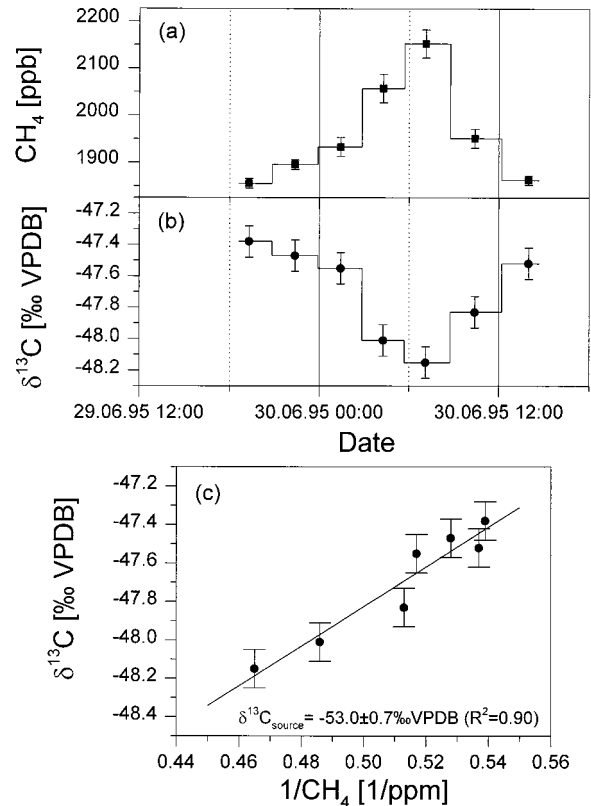 (a)
CH₄ [ppb]
2200
2100
2000
1900
(b)
δ¹³C [‰ VPDB]
-47.2
-47.4
-47.6
-47.8
-48.0
-48.2
29.06.95 12:00
30.06.95 00:00
30.06.95 12:00
Date
(c)
δ¹³C [‰ VPDB]
-47.2
-47.4
-47.6
-47.8
-48.0
-48.2
-48.4
δ¹³Csource= -53.0±0.7‰VPDB (R²=0.90)
0.44 0.46 0.48 0.50 0.52 0.54 0.56
1/CH₄ [1/ppm]